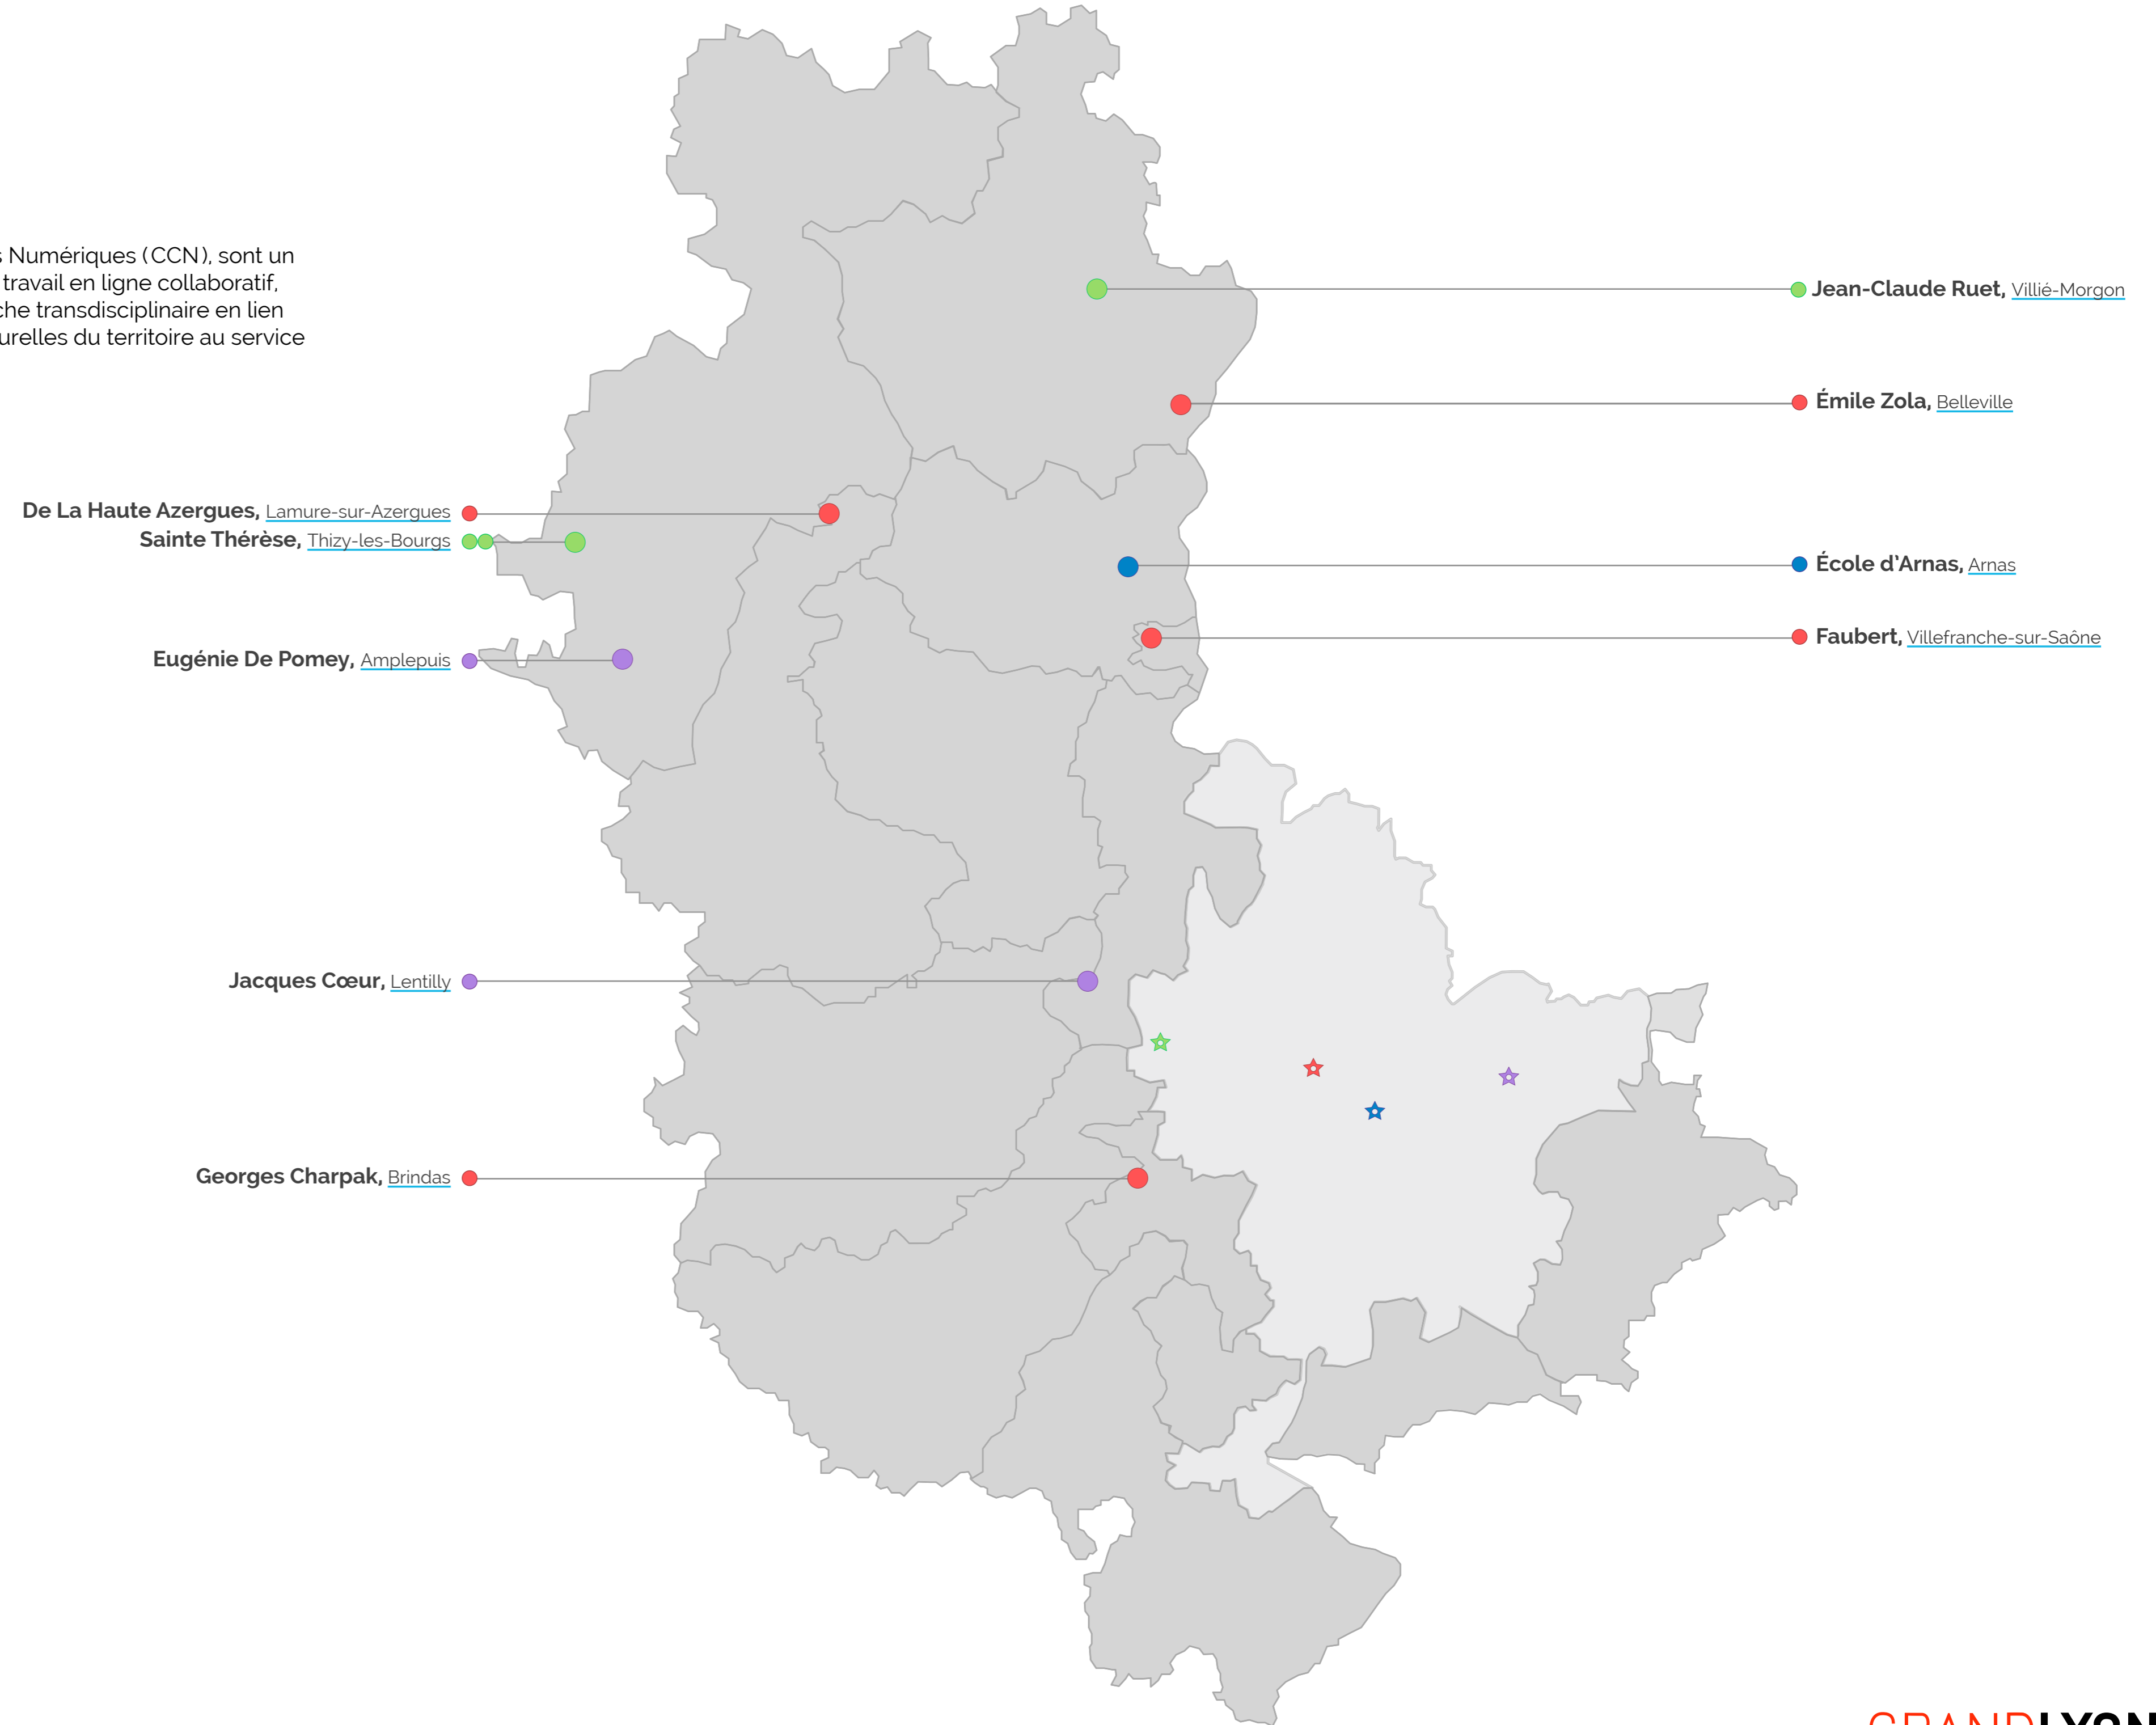 s Numériques (CCN), sont un
travail en ligne collaboratif,
che transdisciplinaire en lien
urelles du territoire au service
Jean-Claude Ruet, Villié-Morgon
Émile Zola, Belleville
De La Haute Azergues, Lamure-sur-Azergues
Sainte Thérèse, Thizy-les-Bourgs
École d'Arnas, Arnas
Faubert, Villefranche-sur-Saône
Eugénie De Pomey, Amplepuis
Jacques Cœur, Lentilly
Georges Charpak, Brindas
GRANDLYON